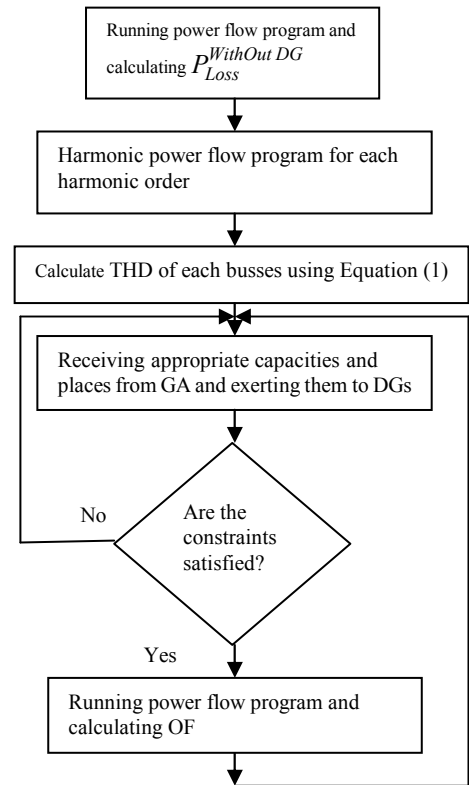 Running power flow program and
calculating P_{Loss}^{WithOut DG}
Harmonic power flow program for each
harmonic order
Calculate THD of each busses using Equation (1)
Receiving appropriate capacities and
places from GA and exerting them to DGs
No
Are the
constraints
satisfied?
Yes
Running power flow program and
calculating OF